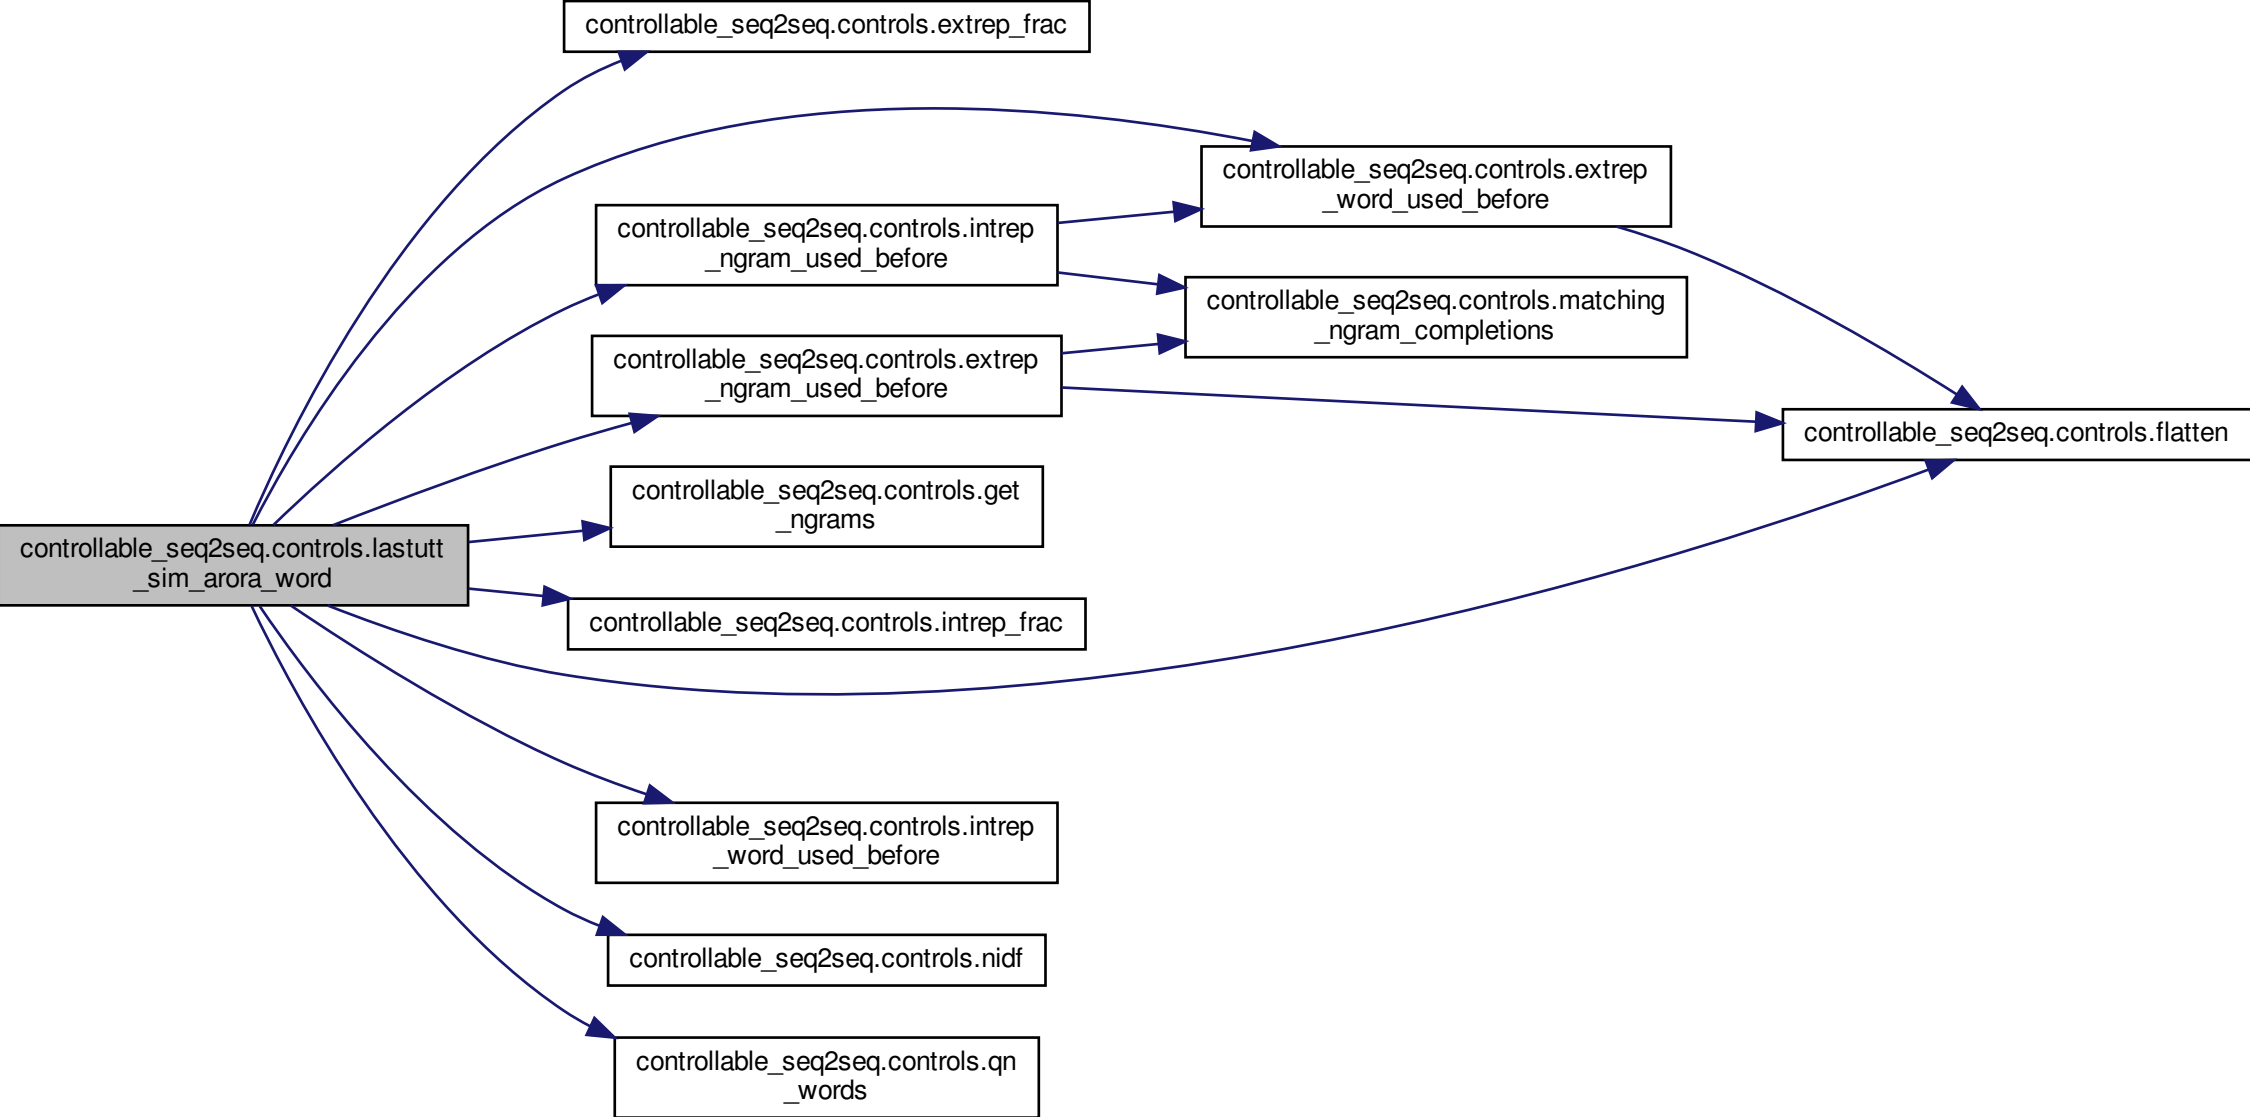 controllable_seq2seq.controls.extrep_frac
controllable_seq2seq.controls.extrep
_word_used_before
controllable_seq2seq.controls.intrep
_ngram_used_before
controllable_seq2seq.controls.matching
_ngram_completions
controllable_seq2seq.controls.extrep
_ngram_used_before
controllable_seq2seq.controls.flatten
controllable_seq2seq.controls.get
_ngrams
controllable_seq2seq.controls.lastutt
_sim_arora_word
controllable_seq2seq.controls.intrep_frac
controllable_seq2seq.controls.intrep
_word_used_before
controllable_seq2seq.controls.nidf
controllable_seq2seq.controls.qn
_words